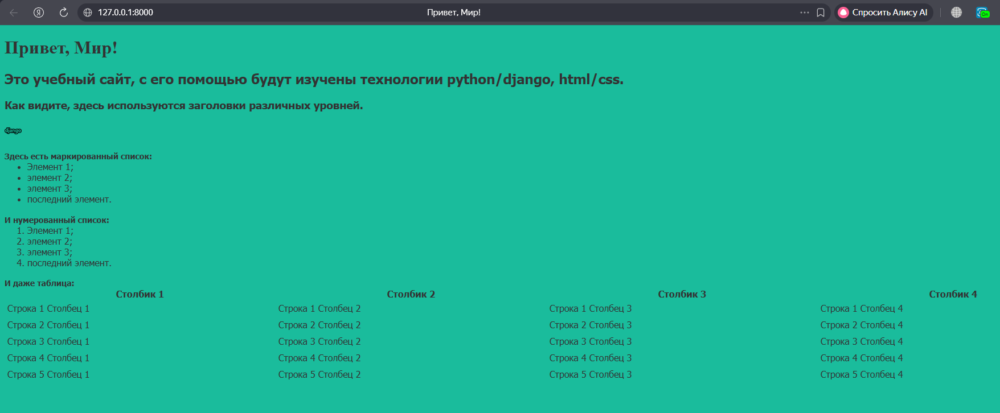 127.0.0.1:8000 Привет, Мир! Спросить Алису AI
On
Привет, Мир!
Это учебный сайт, с его помощью будут изучены технологии python/django, html/css.
Как видите, здесь используются заголовки различных уровней.
django
Здесь есть маркированный список:
• Элемент 1;
• элемент 2;
• элемент 3;
• последний элемент.
И нумерованный список:
1. Элемент 1;
2. элемент 2;
3. элемент 3;
4. последний элемент.
И даже таблица:
Столбик 1 Столбик 2 Столбик 3 Столбик 4
Строка 1 Столбец 1 Строка 1 Столбец 2 Строка 1 Столбец 3 Строка 1 Столбец 4
Строка 2 Столбец 1 Строка 2 Столбец 2 Строка 2 Столбец 3 Строка 2 Столбец 4
Строка 3 Столбец 1 Строка 3 Столбец 2 Строка 3 Столбец 3 Строка 3 Столбец 4
Строка 4 Столбец 1 Строка 4 Столбец 2 Строка 4 Столбец 3 Строка 4 Столбец 4
Строка 5 Столбец 1 Строка 5 Столбец 2 Строка 5 Столбец 3 Строка 5 Столбец 4